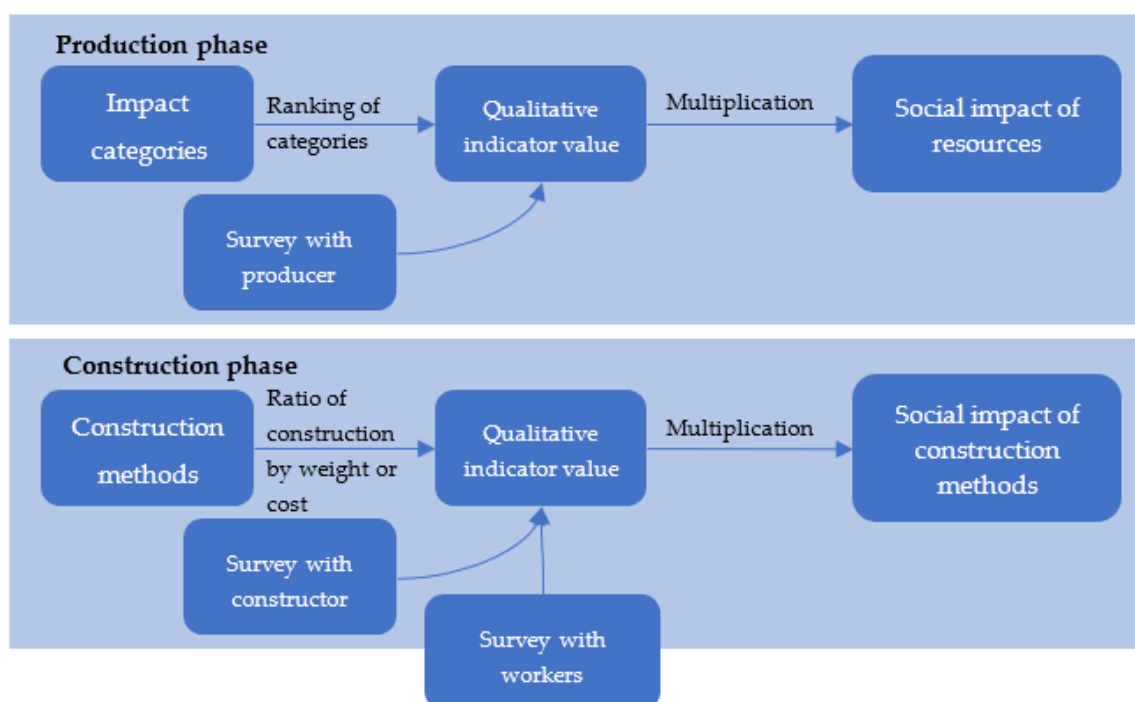 Production phase
Impact
categories
Ranking of
categories
Qualitative
indicator value
Multiplication
Social impact of
resources
Survey with
producer
Construction phase
Construction
methods
Ratio of
construction
by weight or
cost
Qualitative
indicator value
Multiplication
Social impact of
construction
methods
Survey with
constructor
Survey with
workers